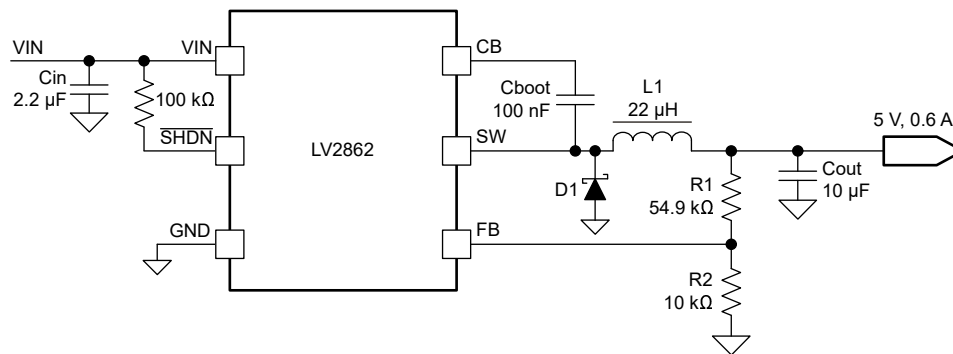 VIN
VIN
CB
Cin
2.2 µF
100 kΩ
Cboot
100 nF
L1
22 µH
5 V, 0.6 A
SHDN
LV2862
SW
D1
R1
54.9 kΩ
Cout
10 µF
GND
FB
R2
10 kΩ